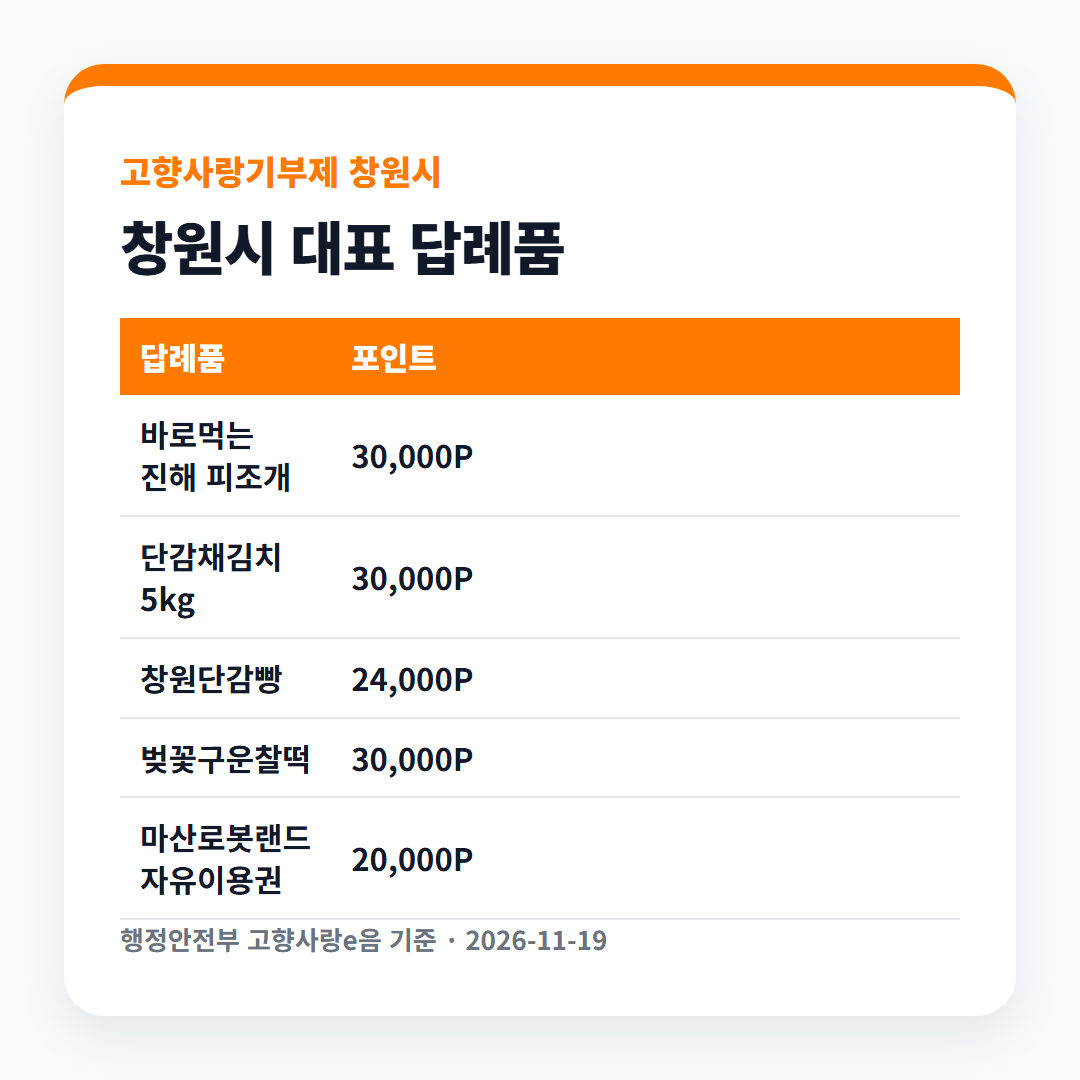 고향사랑기부제 창원시
창원시 대표 답례품
답례품 포인트
바로먹는
진해 피조개
30,000P
단감채김치
5kg
30,000P
창원단감빵 24,000P
벚꽃구운찰떡 30,000P
마산로봇랜드
자유이용권
20,000P
행정안전부 고향사랑e음 기준 · 2026-11-19